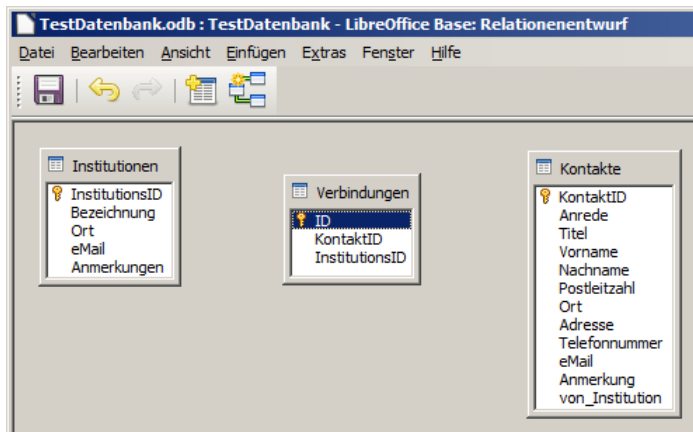 TestDatenbank.odb : TestDatenbank - LibreOffice Base: Relationenentwurf
Datei Bearbeiten Ansicht Einfügen Extras Fenster Hilfe
Institutionen
InstitutionsID
Bezeichnung
Ort
eMail
Anmerkungen
Verbindungen
ID
KontaktID
InstitutionsID
Kontakte
KontaktID
Anrede
Titel
Vorname
Nachname
Postleitzahl
Ort
Adresse
Telefonnummer
eMail
Anmerkung
von_Institution